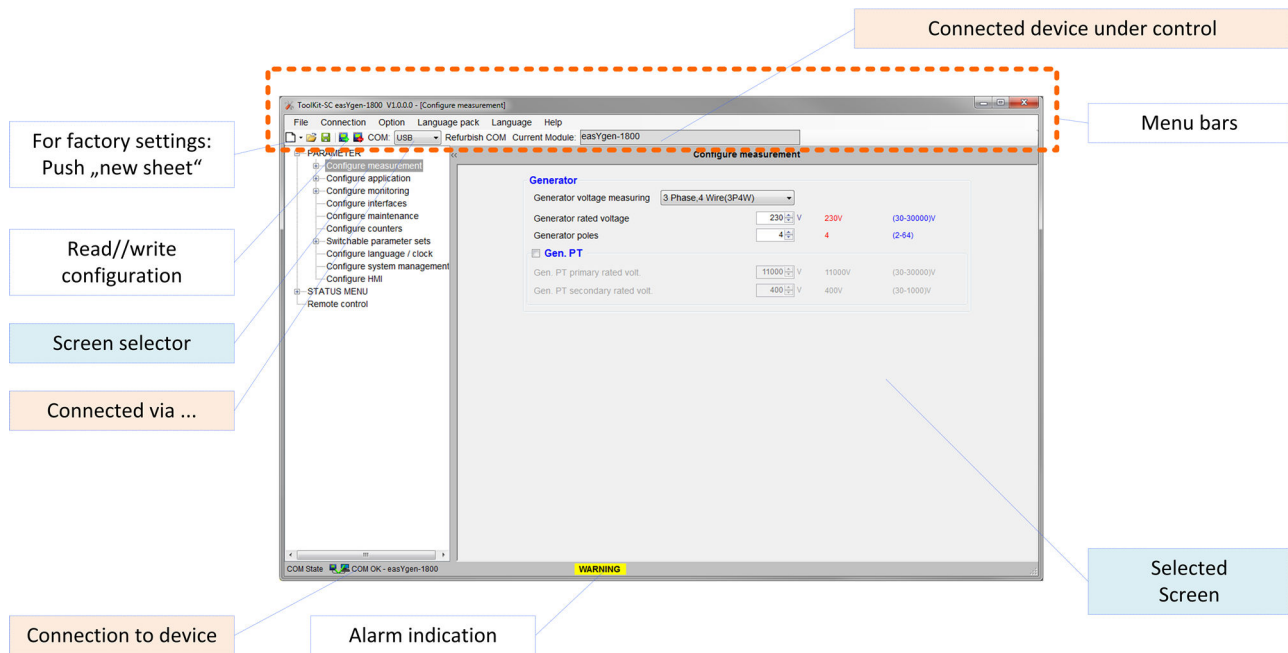 Connected device under control
Menu bars
For factory settings:
Push „new sheet“
Read//write
configuration
Screen selector
Connected via ...
Connection to device
Alarm indication
Selected
Screen
ToolKit-SC easYgen-1800 V1.0.0.0 - [Configure measurement]
File Connection Option Language pack Language Help
COM: USB Refurbish COM Current Module: easYgen-1800
PARAMETER
Configure measurement
Configure application
Configure monitoring
Configure interfaces
Configure maintenance
Configure counters
Switchable parameter sets
Configure language / clock
Configure system management
Configure HMI
STATUS MENU
Remote control
Configure measurement
Generator
Generator voltage measuring 3 Phase,4 Wire(3P4W)
Generator rated voltage 230 V 230V (30-30000)V
Generator poles 4 4 (2-64)
Gen. PT
Gen. PT primary rated volt. 11000 V 11000V (30-30000)V
Gen. PT secondary rated volt. 400 V 400V (30-1000)V
COM State COM OK - easYgen-1800 WARNING